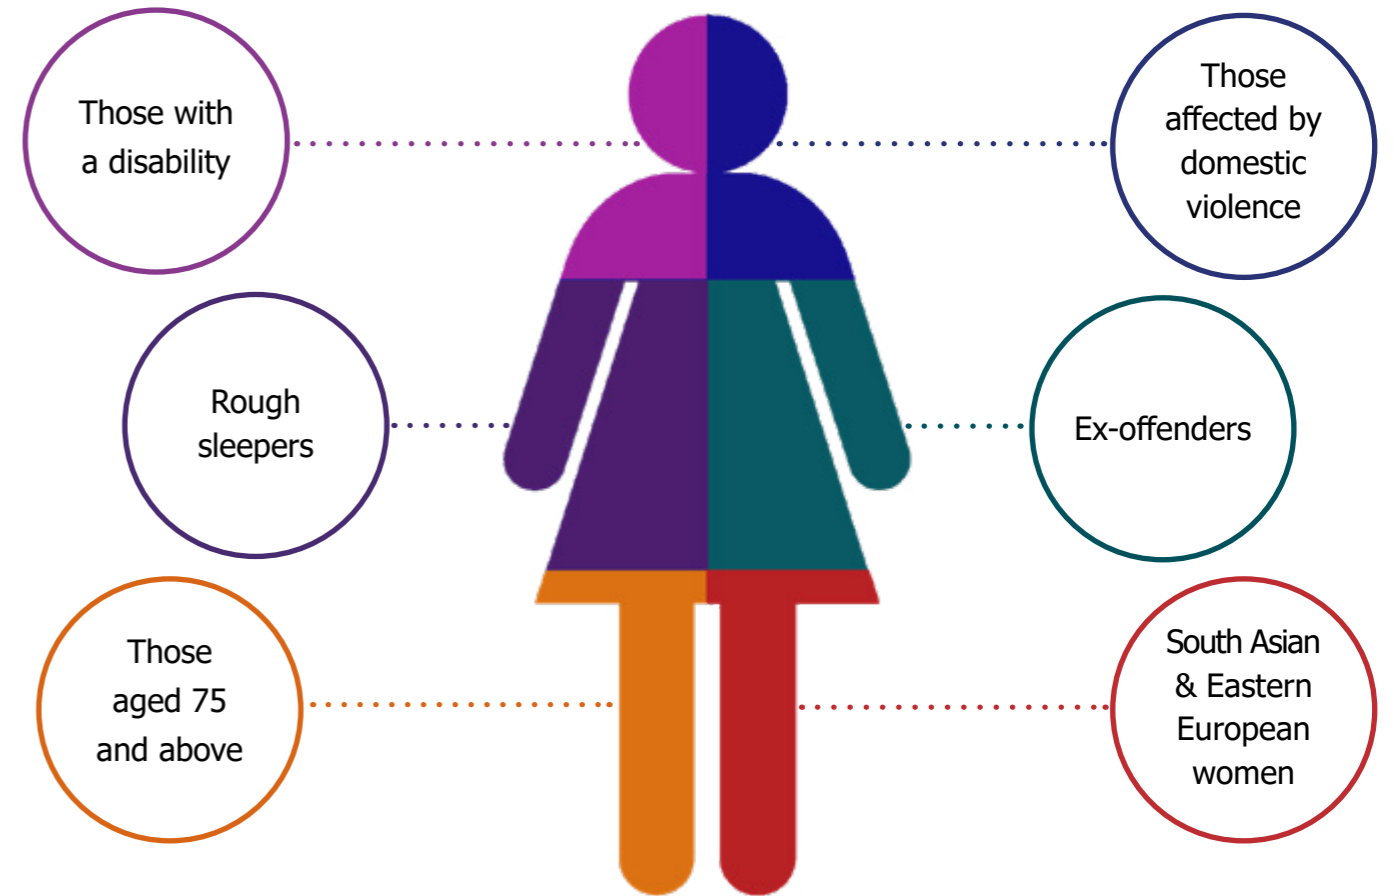 Those with
a disability
Those
affected by
domestic
violence
Rough
sleepers
Ex-offenders
Those
aged 75
and above
South Asian
& Eastern
European
women